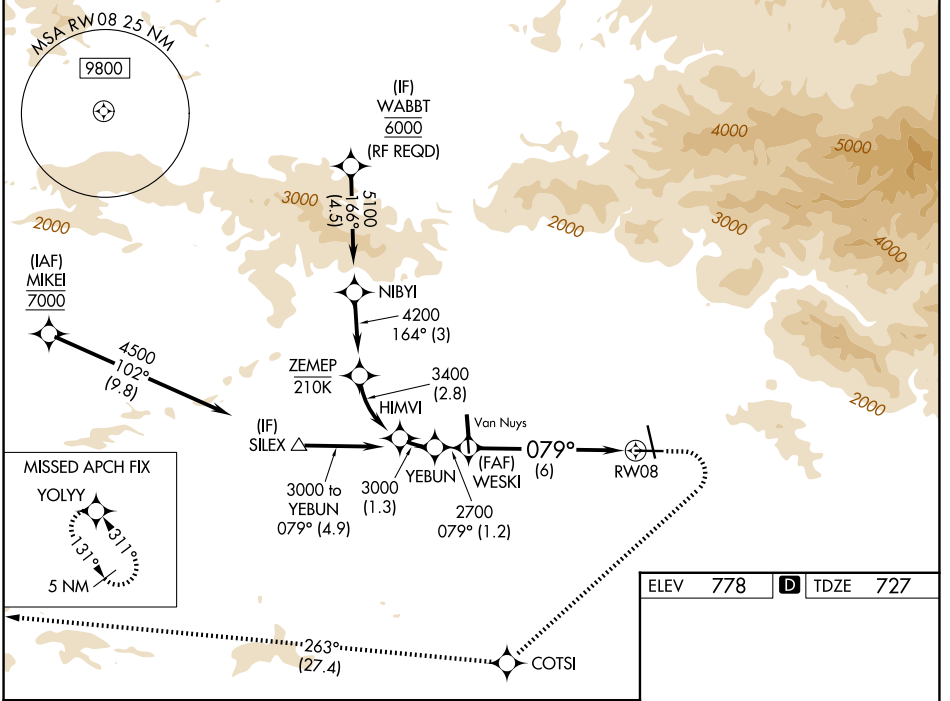 MSA RW08 25 NM
9800
(IF)
WABBT
6000
(RF REQD)
4000
5000
3000
2000
5100
166°
(4.5)
2000
3000
4000
(IAF)
MIKEI
7000
NIBYI
4200
164° (3)
4500
102°
(9.8)
ZEMEP
210K
3400
(2.8)
2000
HIMVI
Van Nuys
(IF)
SILEX
079°
(6)
RW08
YEBUN
(FAF)
WESKI
3000 to
YEBUN
079° (4.9)
3000
(1.3)
2700
079° (1.2)
MISSED APCH FIX
YOLYY
311°
131°
5 NM
ELEV 778 D TDZE 727
263°
(27.4)
COTSI